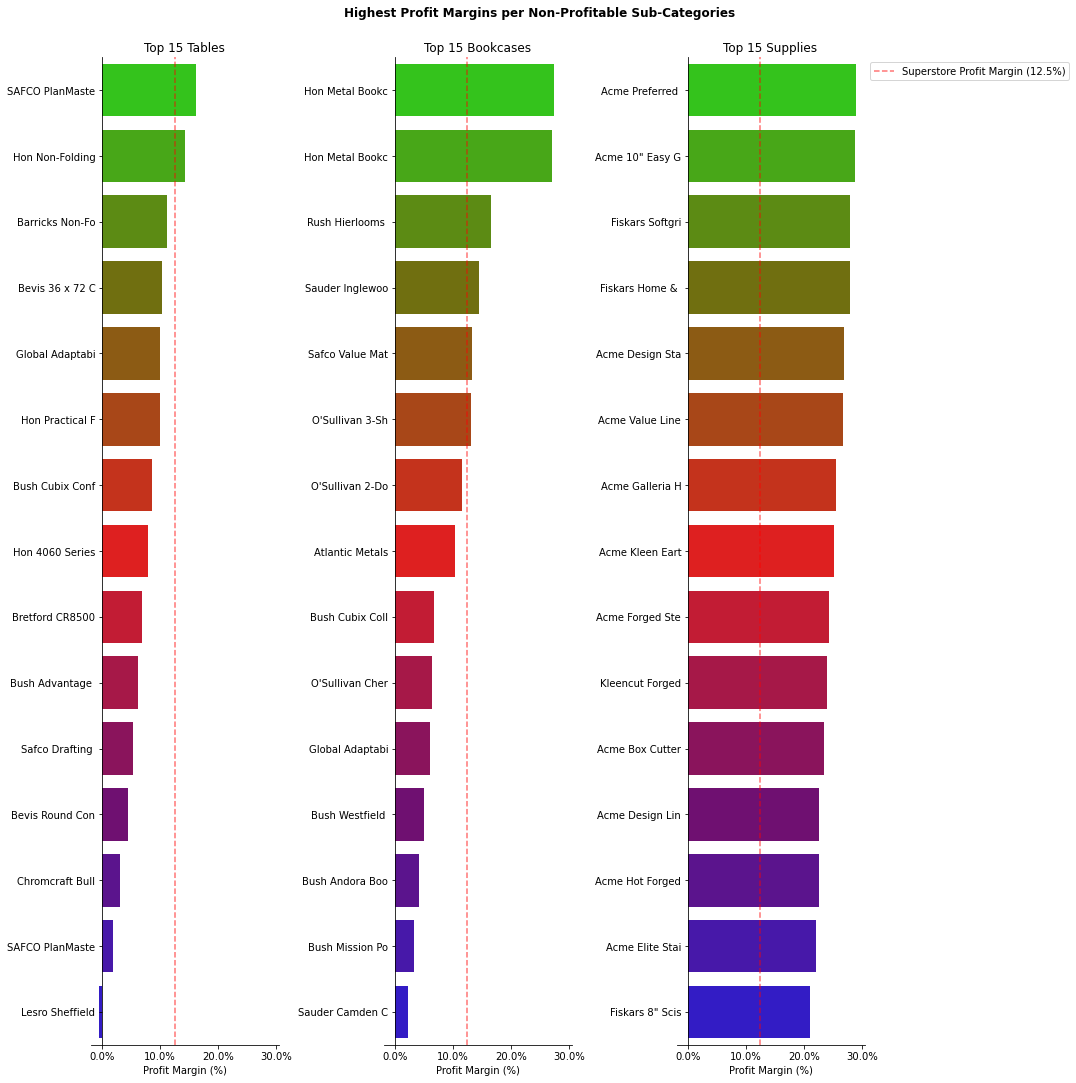 Highest Profit Margins per Non-Profitable Sub-Categories
Top 15 Tables
SAFCO PlanMaste
Hon Non-Folding
Barricks Non-Fo
Bevis 36 x 72 C
Global Adaptabi
Hon Practical F
Bush Cubix Conf
Hon 4060 Series
Bretford CR8500
Bush Advantage
Safco Drafting
Bevis Round Con
Chromcraft Bull
SAFCO PlanMaste
Lesro Sheffield
0.0% 10.0% 20.0% 30.0%
Profit Margin (%)
Top 15 Bookcases
Hon Metal Bookc
Hon Metal Bookc
Rush Hierlooms
Sauder Inglewoo
Safco Value Mat
O'Sullivan 3-Sh
O'Sullivan 2-Do
Atlantic Metals
Bush Cubix Coll
O'Sullivan Cher
Global Adaptabi
Bush Westfield
Bush Andora Boo
Bush Mission Po
Sauder Camden C
0.0% 10.0% 20.0% 30.0%
Profit Margin (%)
Top 15 Supplies
Acme Preferred
Acme 10" Easy G
Fiskars Softgri
Fiskars Home &
Acme Design Sta
Acme Value Line
Acme Galleria H
Acme Kleen Eart
Acme Forged Ste
Kleencut Forged
Acme Box Cutter
Acme Design Lin
Acme Hot Forged
Acme Elite Stai
Fiskars 8" Scis
0.0% 10.0% 20.0% 30.0%
Profit Margin (%)
Superstore Profit Margin (12.5%)